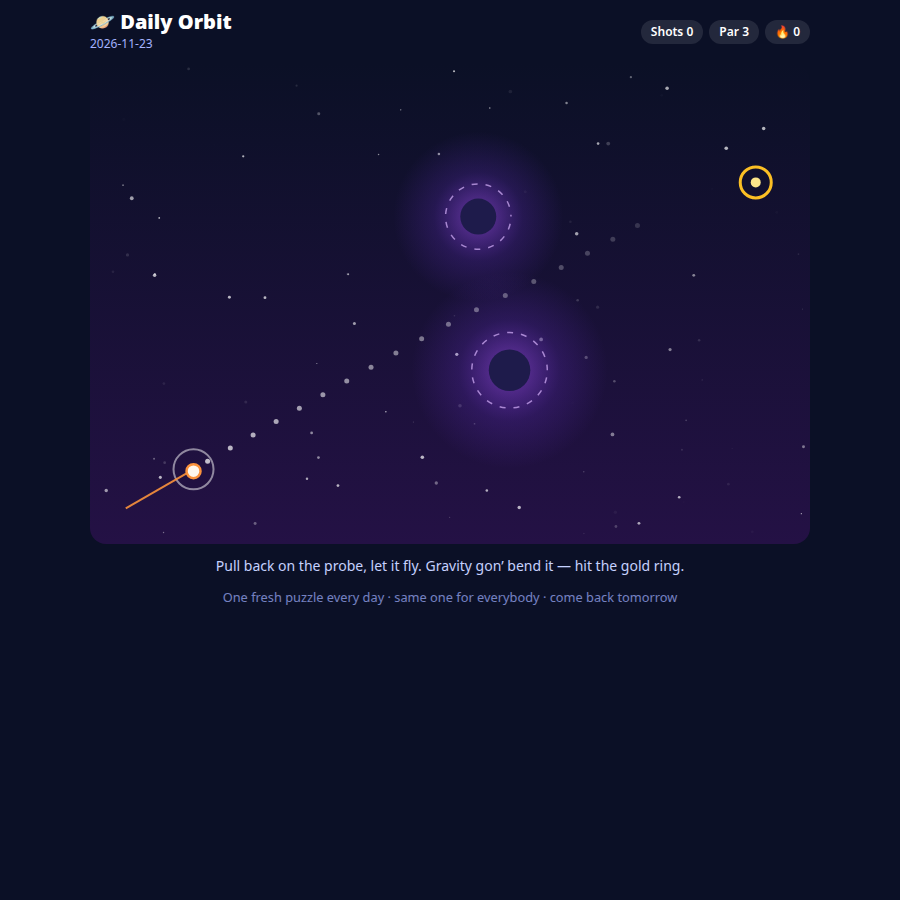 🪐 Daily Orbit
2026-11-23
Shots 0
Par 3
🔥 0
Pull back on the probe, let it fly. Gravity gon’ bend it — hit the gold ring.
One fresh puzzle every day · same one for everybody · come back tomorrow